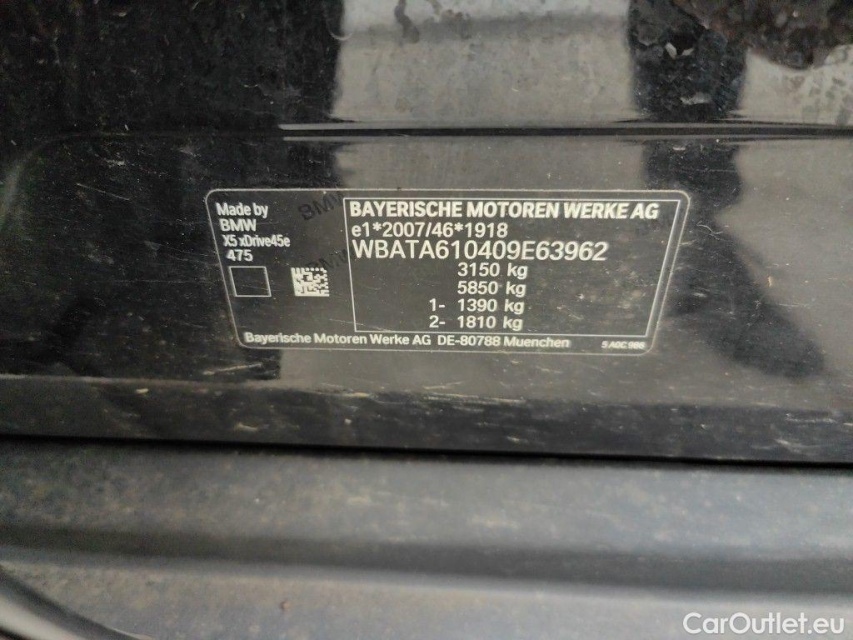 Made by
BMW
X5 xDrive45e
475
BMW
BAYERISCHE MOTOREN WERKE AG
e1*2007/46*1918
WBATA610409E63962
3150 kg
5850 kg
1- 1390 kg
2- 1810 kg
Bayerische Motoren Werke AG DE-80788 Muenchen
CarOutlet.eu